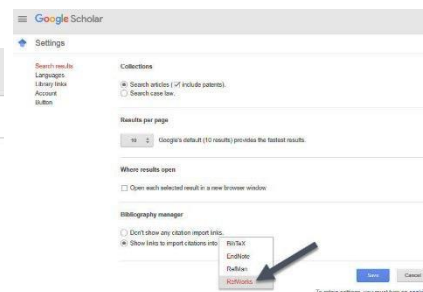 Google Scholar
Settings
Search results
Languages
Library links
Account
Button
Collections
Search articles ( include patents).
Search case law.
Results per page
10 Google's default (10 results) provides the fastest results.
Where results open
Open each selected result in a new browser window.
Bibliography manager
Don't show any citation import links.
Show links to import citations into
BibTeX
EndNote
RefMan
RefWorks
Save Cancel